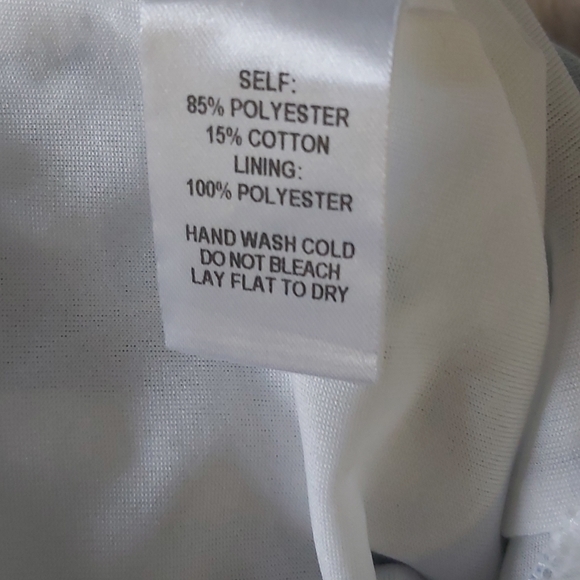 SELF:
85% POLYESTER
15% COTTON
LINING:
100% POLYESTER
HAND WASH COLD
DO NOT BLEACH
LAY FLAT TO DRY